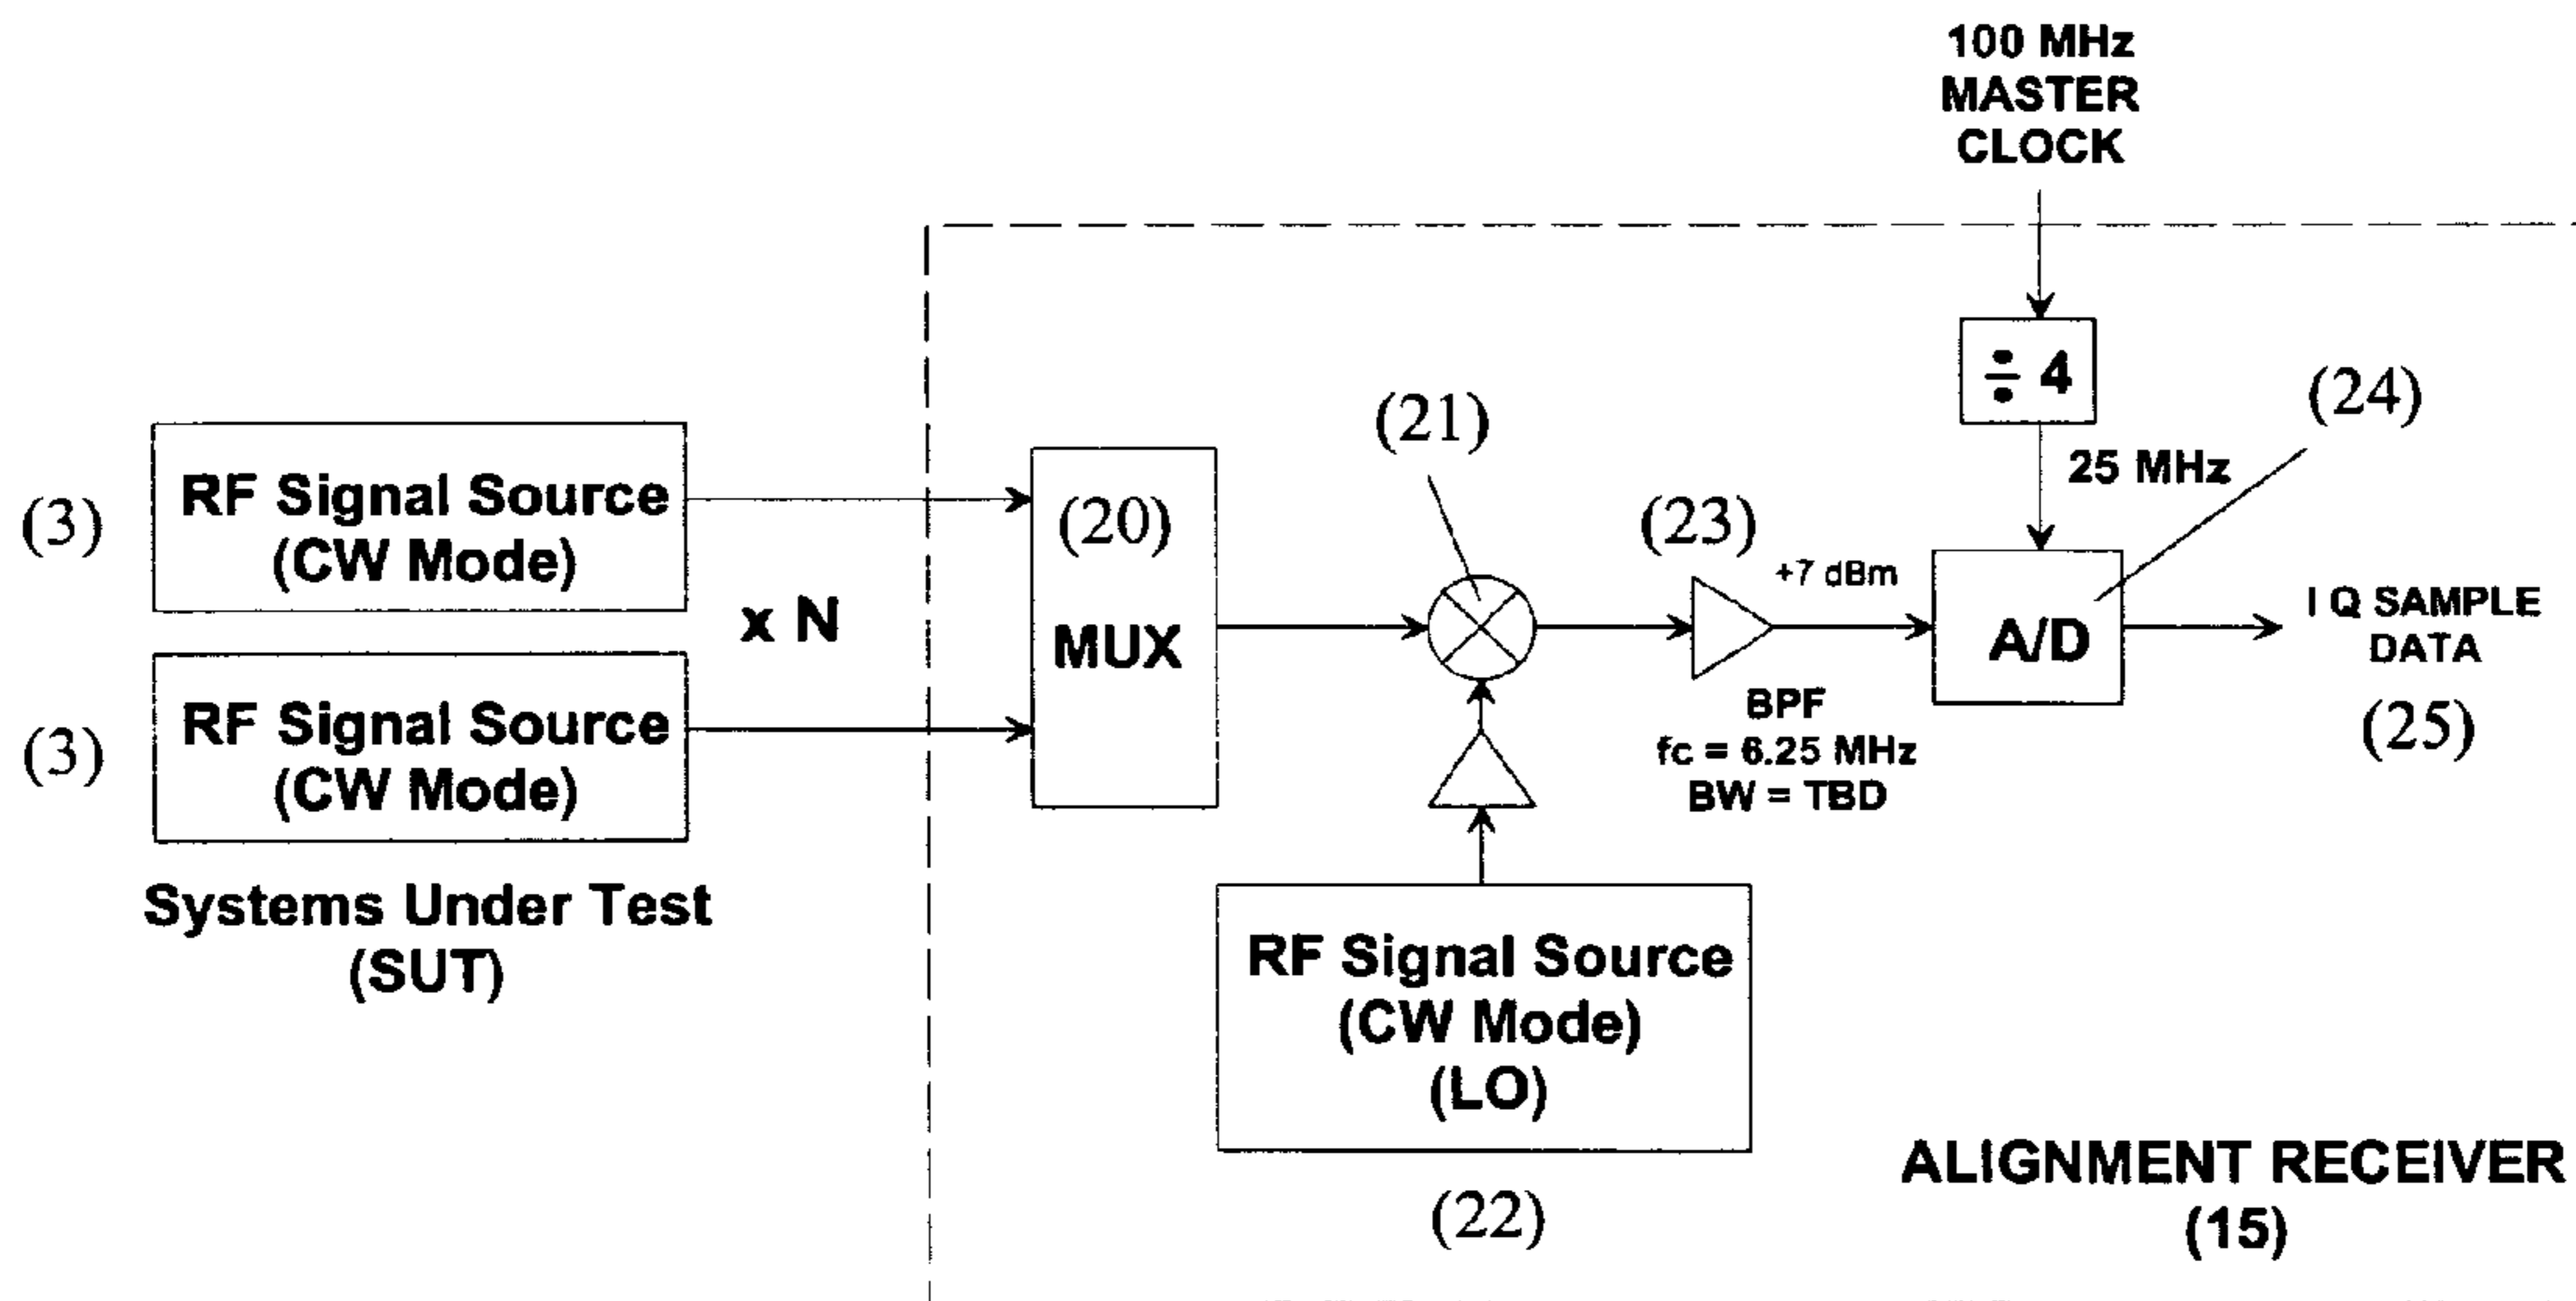 100 MHz
MASTER
CLOCK
÷ 4
25 MHz
(24)
(21)
(3)
RF Signal Source
(CW Mode)
x N
(3)
RF Signal Source
(CW Mode)
Systems Under Test
(SUT)
(20)
MUX
(23)
+7 dBm
BPF
fc = 6.25 MHz
BW = TBD
A/D
I Q SAMPLE
DATA
(25)
RF Signal Source
(CW Mode)
(LO)
(22)
ALIGNMENT RECEIVER
(15)